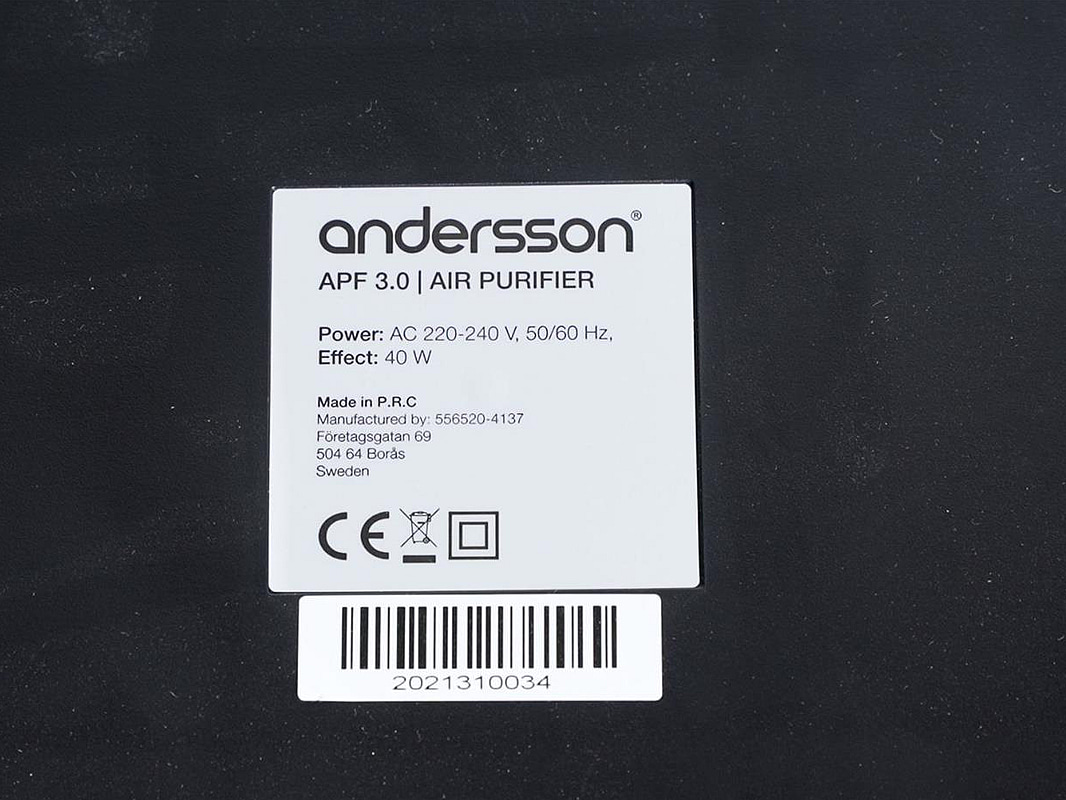 andersson®
APF 3.0 | AIR PURIFIER
Power: AC 220-240 V, 50/60 Hz,
Effect: 40 W
Made in P.R.C
Manufactured by: 556520-4137
Företagsgatan 69
504 64 Borås
Sweden
CE
2021310034